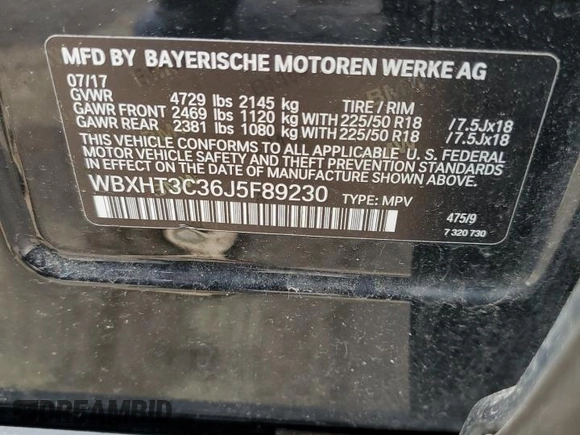 MFD BY BAYERISCHE MOTOREN WERKE AG
07/17
GVWR 4729 lbs 2145 kg TIRE / RIM
GAWR FRONT 2469 lbs 1120 kg WITH 225/50 R18 /7.5Jx18
GAWR REAR 2381 lbs 1080 kg WITH 225/50 R18 /7.5Jx18
THIS VEHICLE CONFORMS TO ALL APPLICABLE U.S. FEDERAL
MOTOR VEHICLE SAFETY AND THEFT PREVENTION STANDARDS
IN EFFECT ON THE DATE OF MANUFACTURE SHOWN ABOVE.
WBXHT3C36J5F89230 TYPE: MPV
475/9
7 320 730
DREAMBID